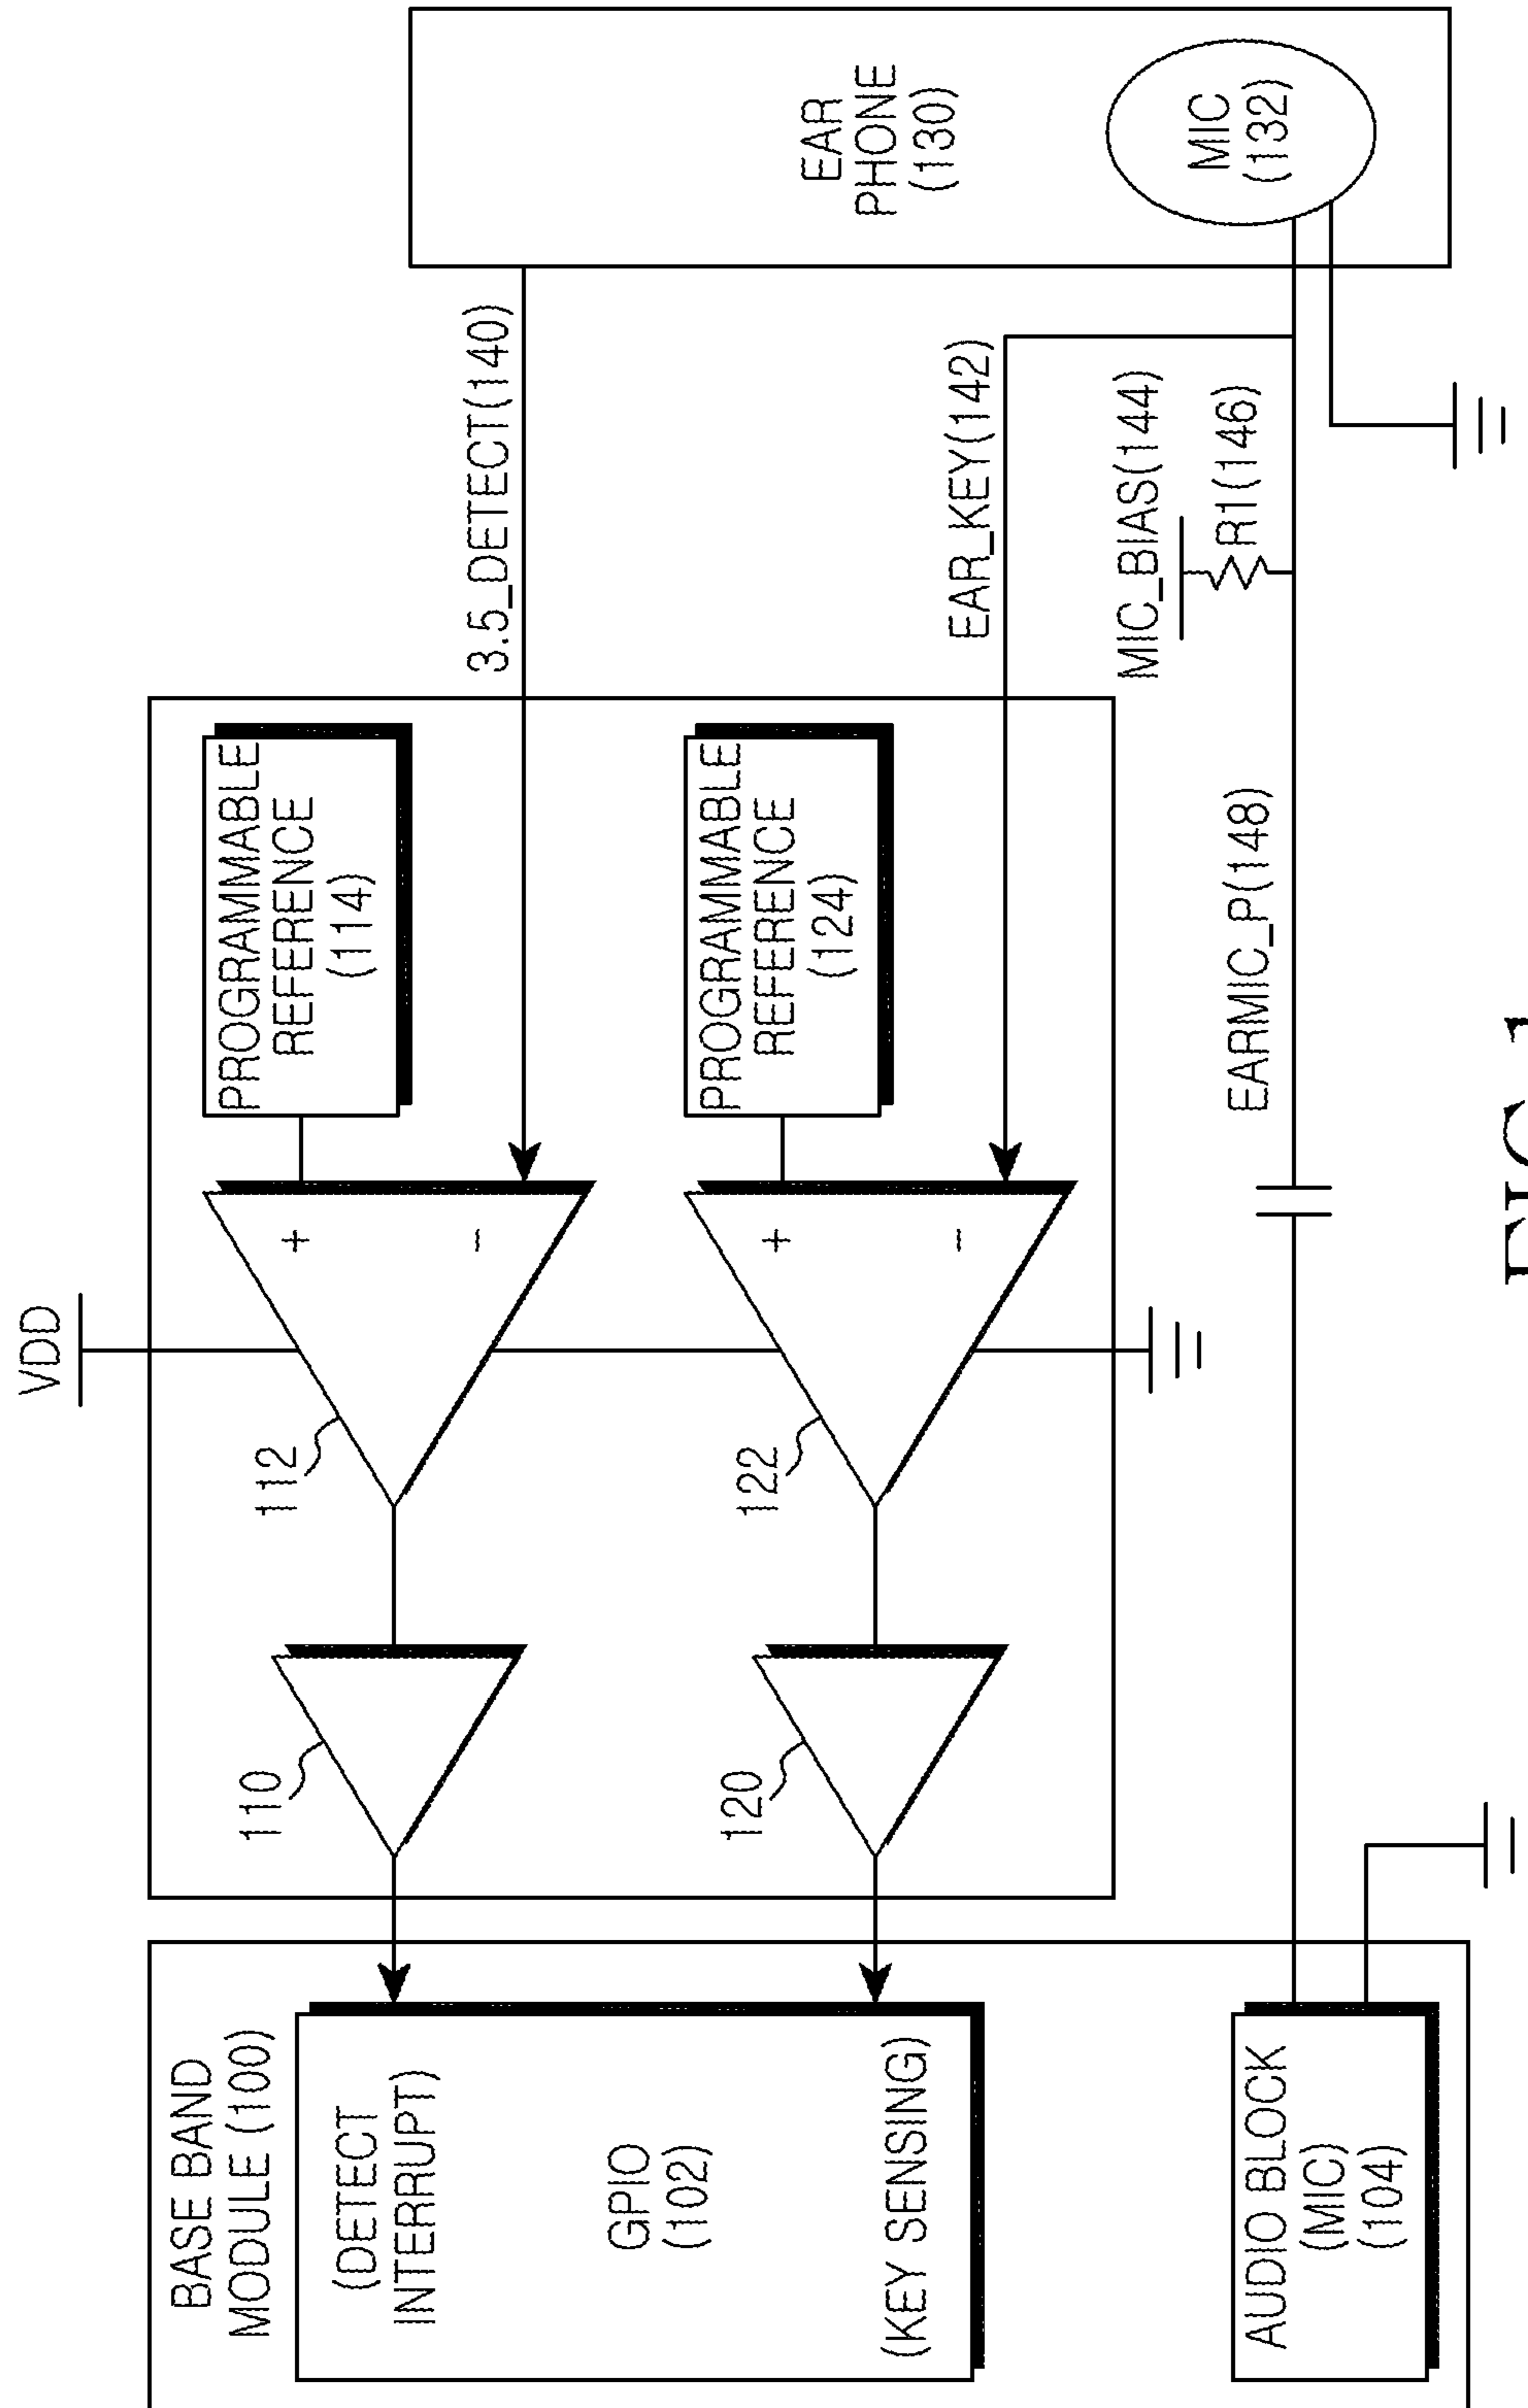 BASE BAND
MODULE (100)
(DETECT
INTERRUPT)
GPIO
(102)
(KEY SENSING)
AUDIO BLOCK
(MIC)
(104)
110
120
112
122
VDD
+
−
+
−
PROGRAMMABLE
REFERENCE
(114)
PROGRAMMABLE
REFERENCE
(124)
3.5_DETECT(140)
EAR_KEY(142)
MIC_BIAS(144)
R1(146)
EARMIC_P(148)
EAR
PHONE
(130)
MIC
(132)